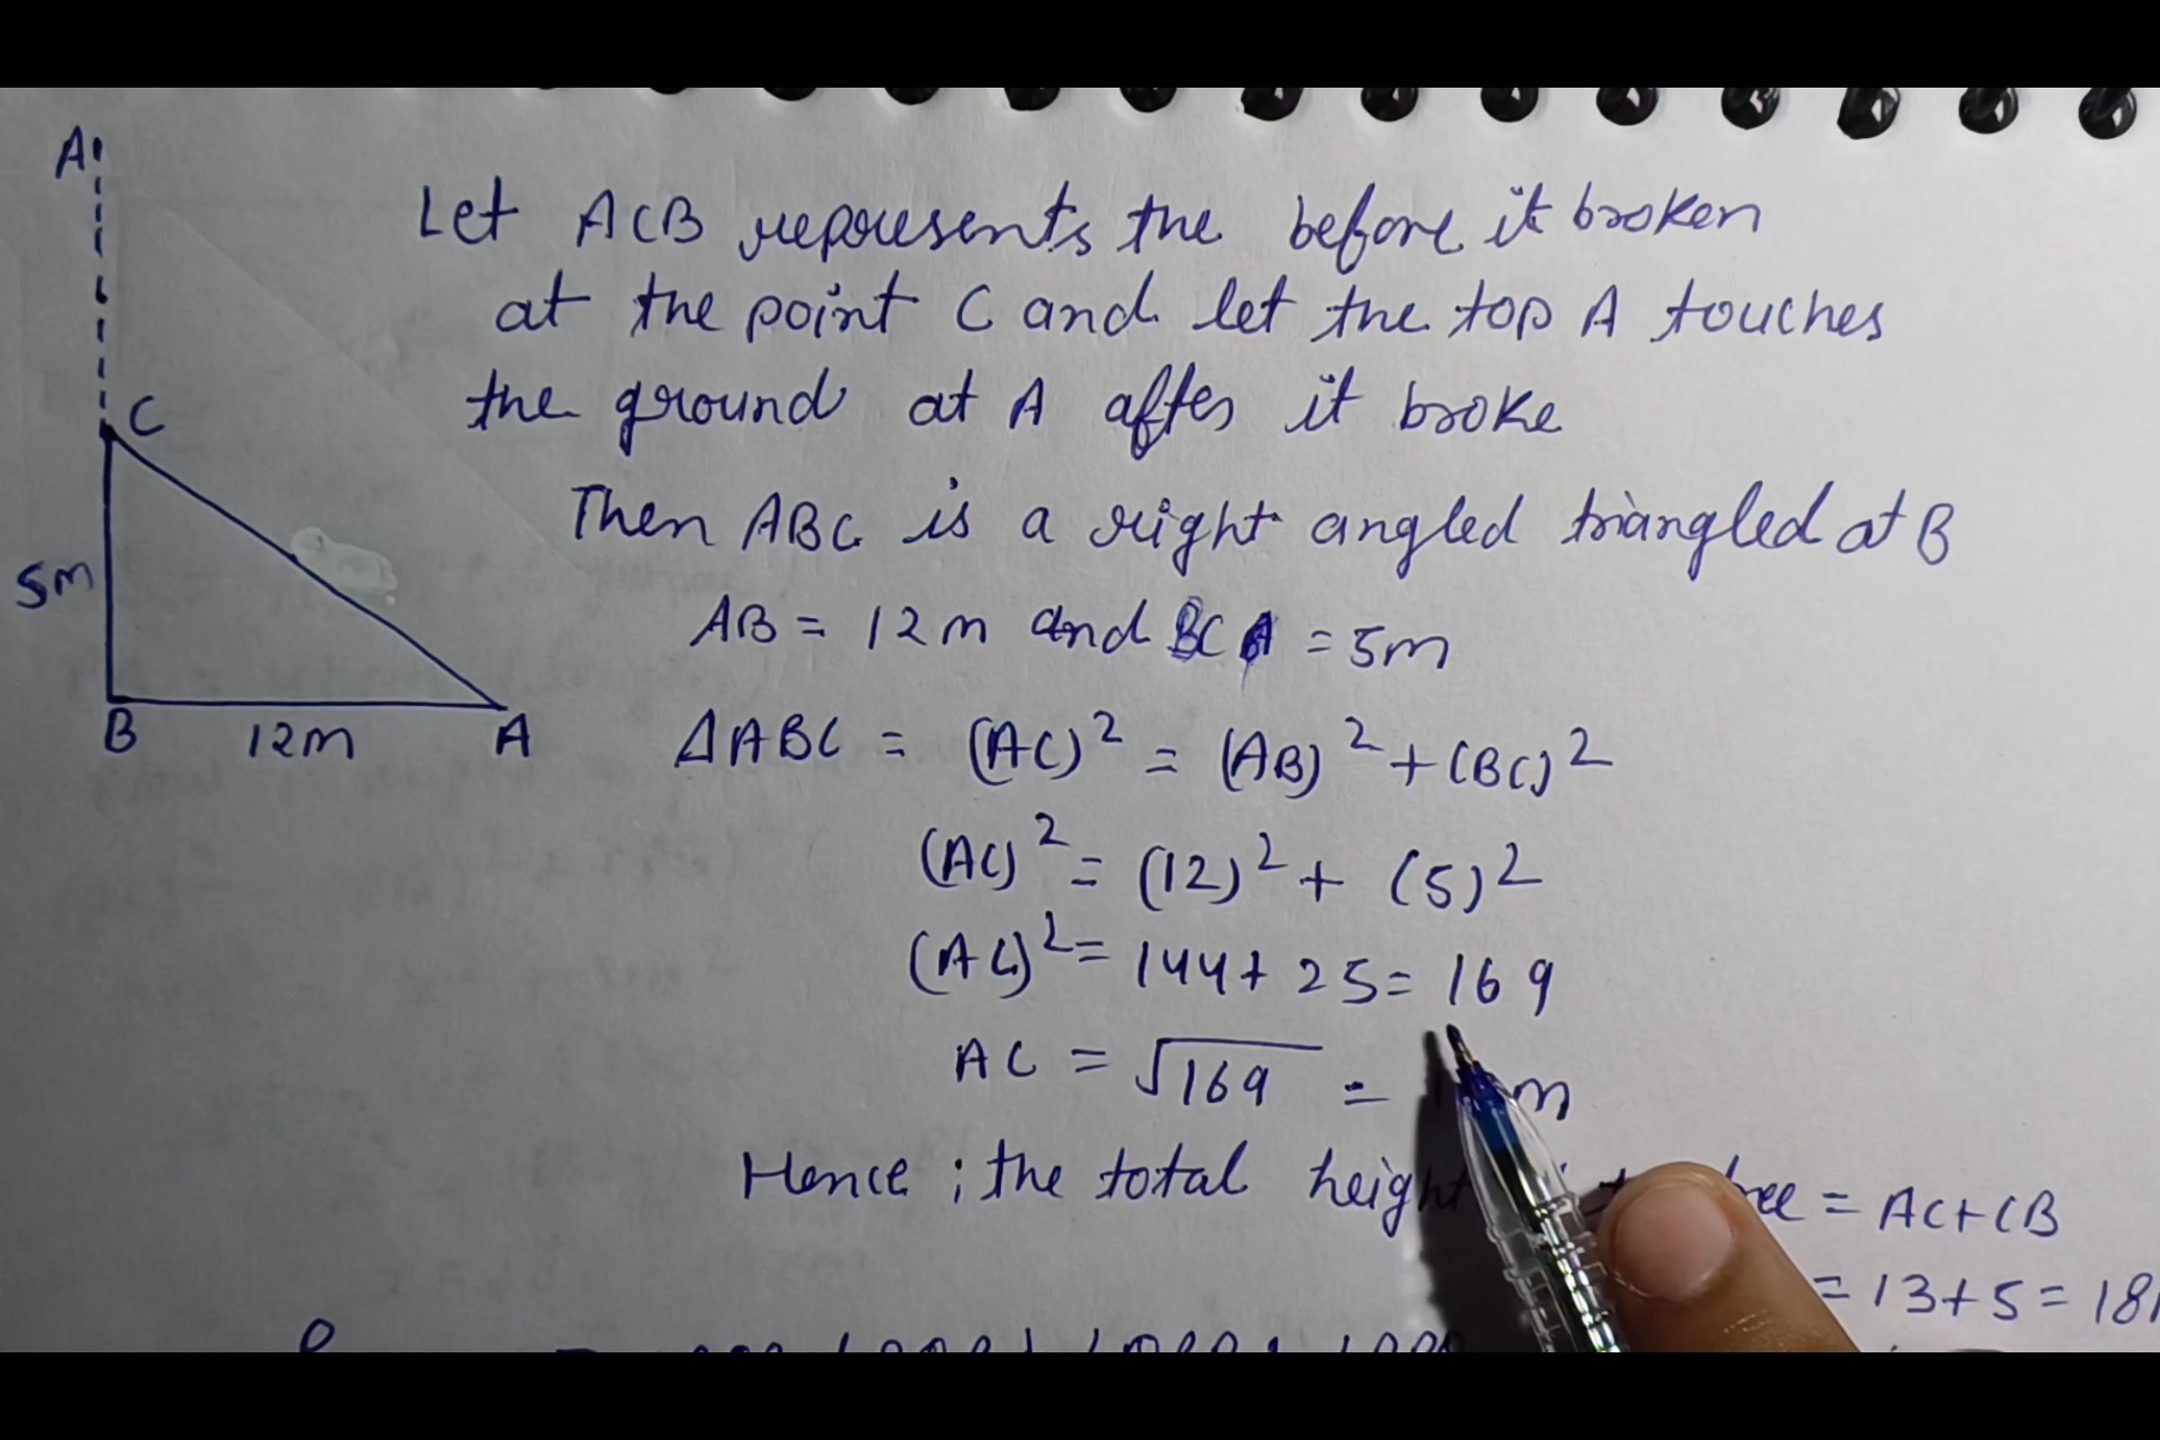 A
Let ACB represents the before it broken
at the point C and let the top A touches
the ground at A after it broke
C
Then ABC is a right angled triangled at B
5m
AB = 12m and BC = 5m
B 12m A
ΔABC = (AC)² = (AB)² + (BC)²
(AC)² = (12)² + (5)²
(AC)² = 144 + 25 = 169
AC = √169 = m
Hence ; the total height tree = AC + CB
= 13 + 5 = 18